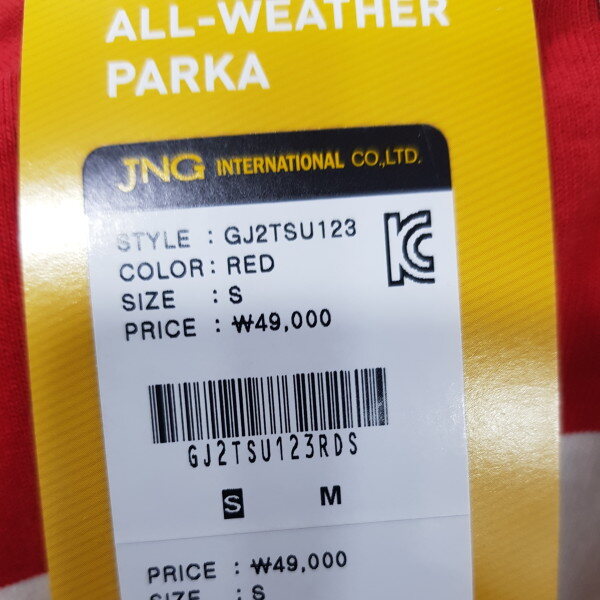 ALL-WEATHER
PARKA
JNG INTERNATIONAL CO.,LTD.
STYLE : GJ2TSU123
COLOR : RED
SIZE : S
PRICE : ₩49,000
GJ2TSU123RDS
S M
PRICE : ₩49,000
SIZE : S